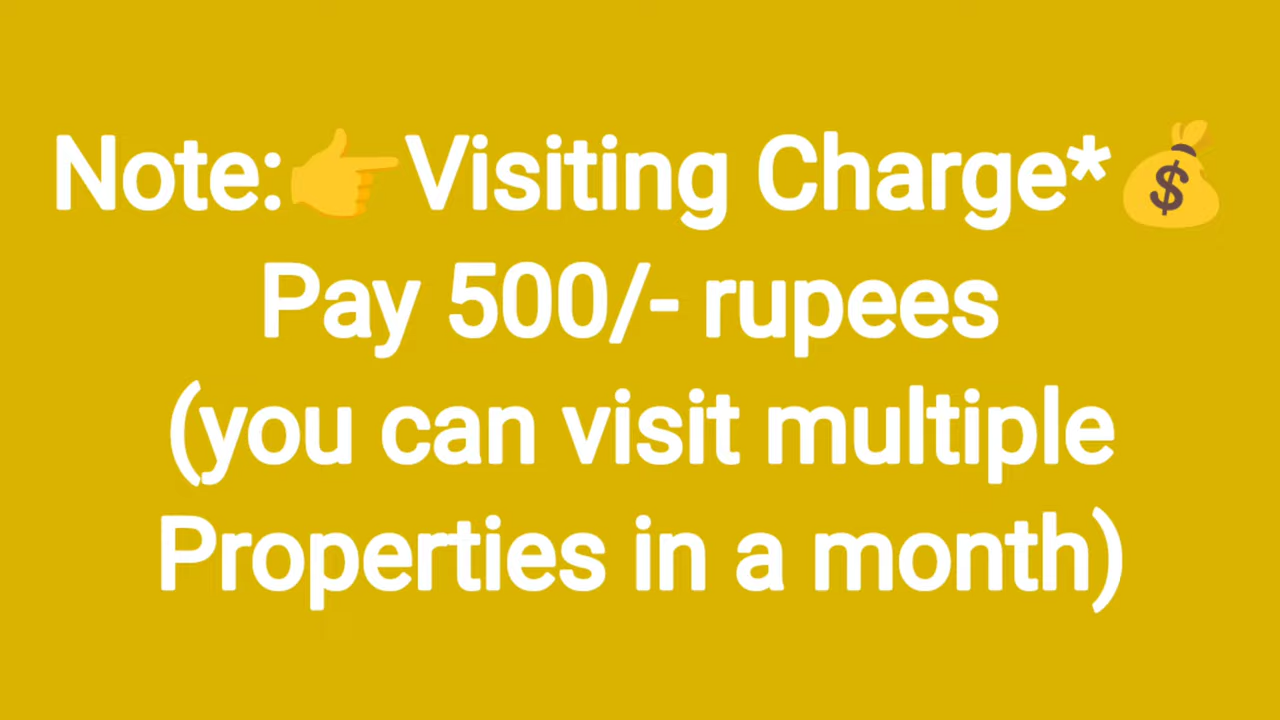 Note:👉Visiting Charge*💰
Pay 500/- rupees
(you can visit multiple
Properties in a month)